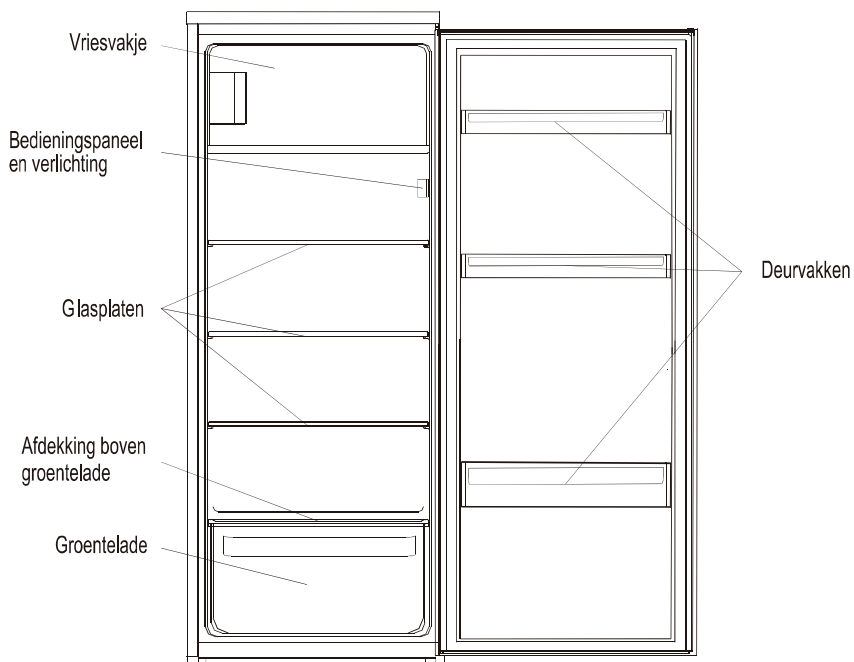 Vriesvakje
Bedieningspaneel
en verlichting
Glasplaten
Deurvakken
Afdekking boven
groentelade
Groentelade